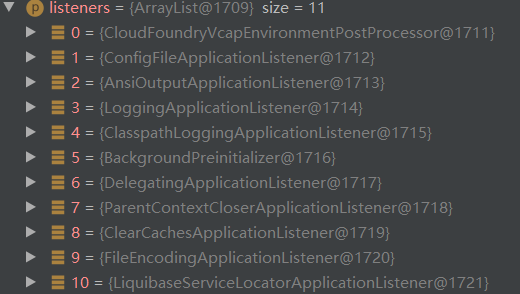 p listeners = {ArrayList@1709} size = 11
0 = {CloudFoundryVcapEnvironmentPostProcessor@1711}
1 = {ConfigFileApplicationListener@1712}
2 = {AnsiOutputApplicationListener@1713}
3 = {LoggingApplicationListener@1714}
4 = {ClasspathLoggingApplicationListener@1715}
5 = {BackgroundPreinitializer@1716}
6 = {DelegatingApplicationListener@1717}
7 = {ParentContextCloserApplicationListener@1718}
8 = {ClearCachesApplicationListener@1719}
9 = {FileEncodingApplicationListener@1720}
10 = {LiquibaseServiceLocatorApplicationListener@1721}